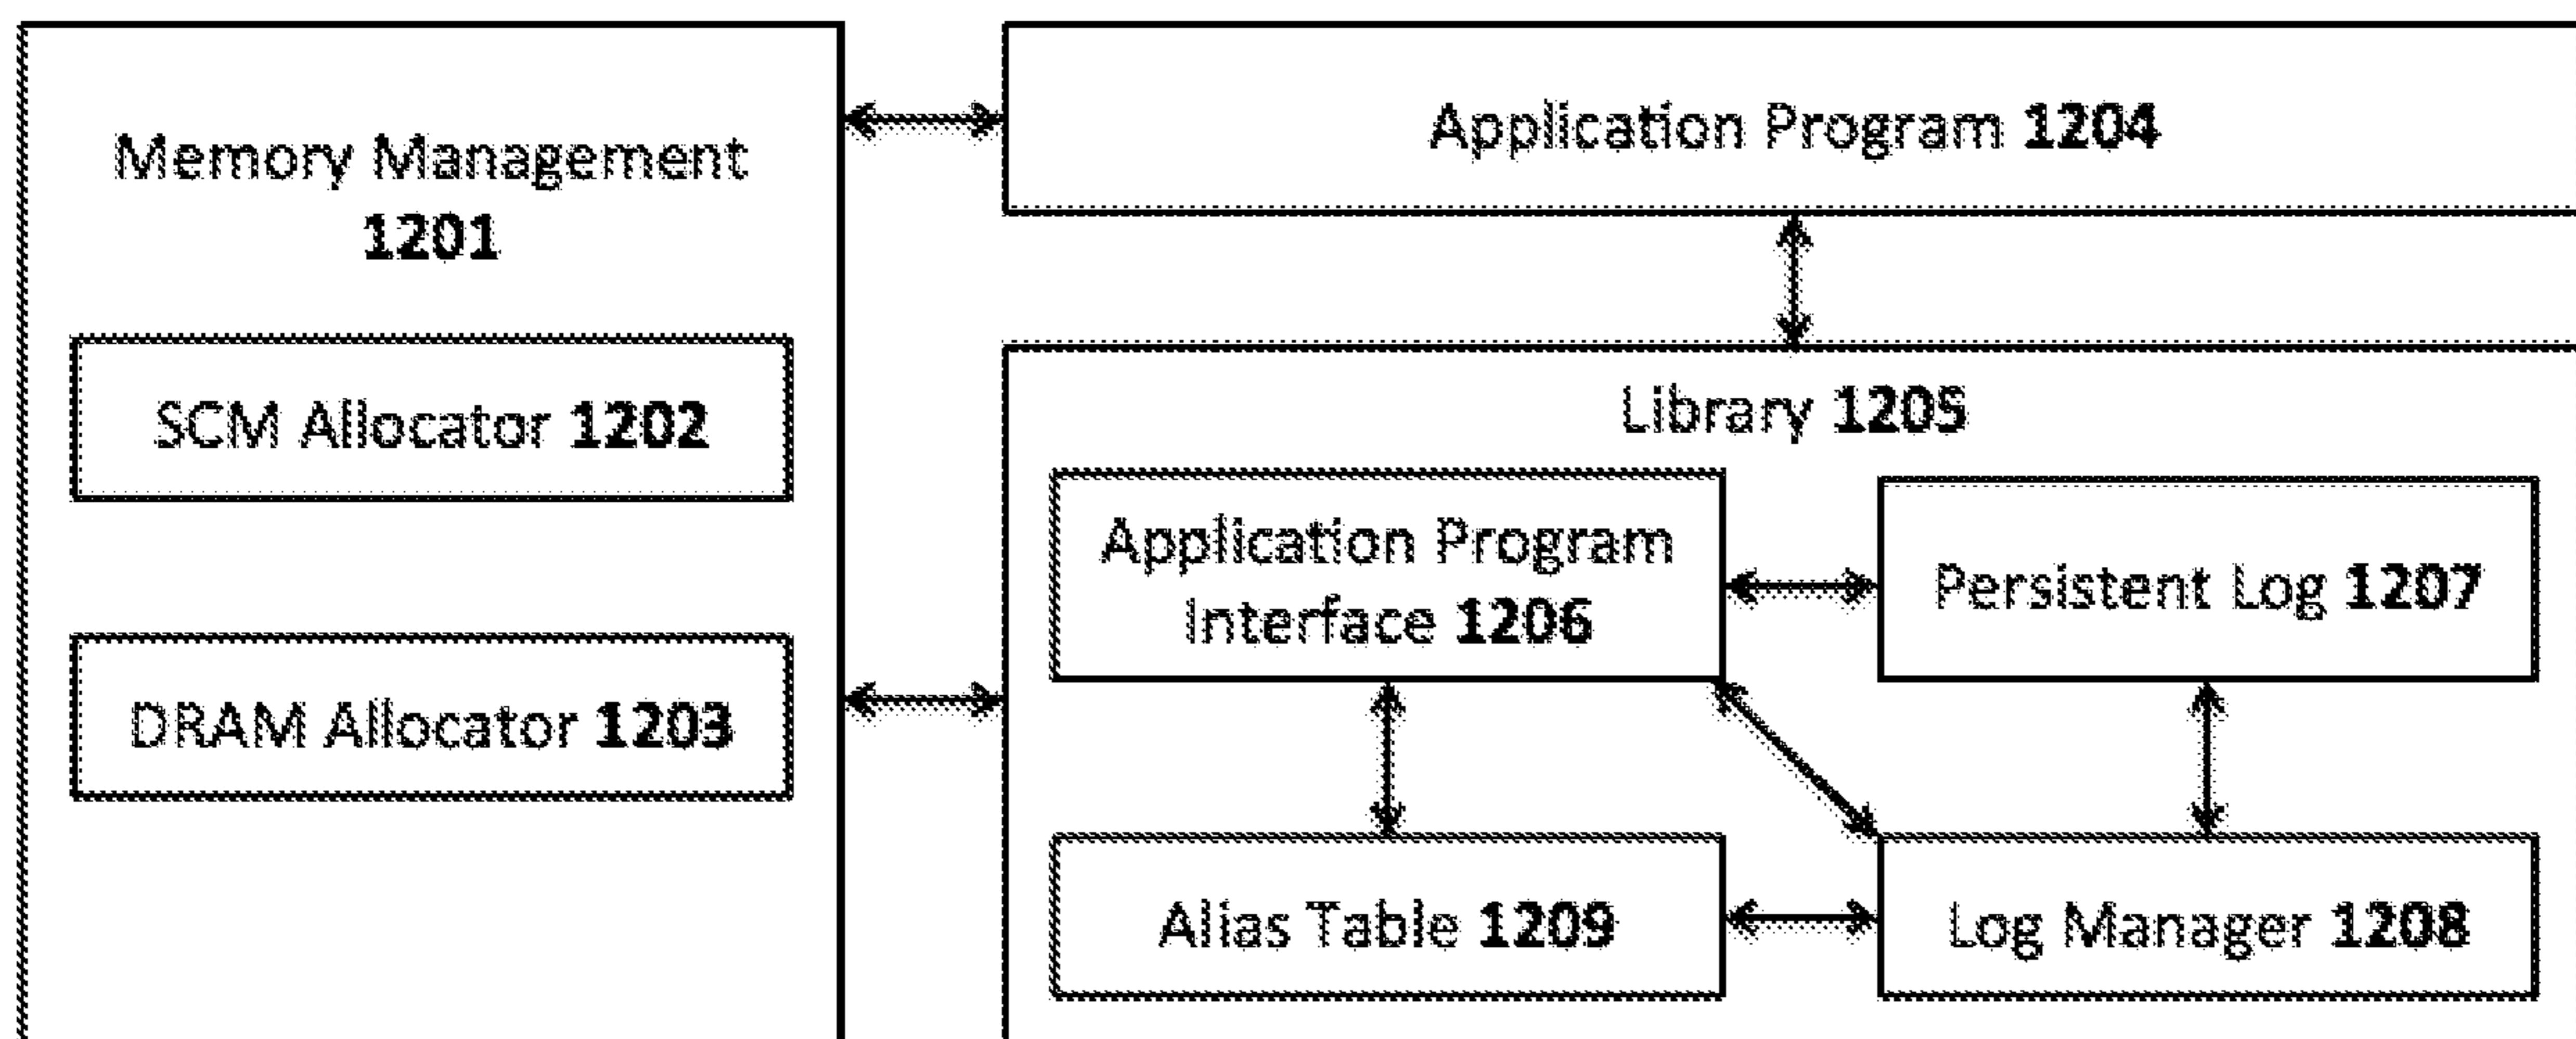 Memory Management
1201
SCM Allocator 1202
DRAM Allocator 1203
Application Program 1204
Library 1205
Application Program
Interface 1206
Persistent Log 1207
Alias Table 1209
Log Manager 1208